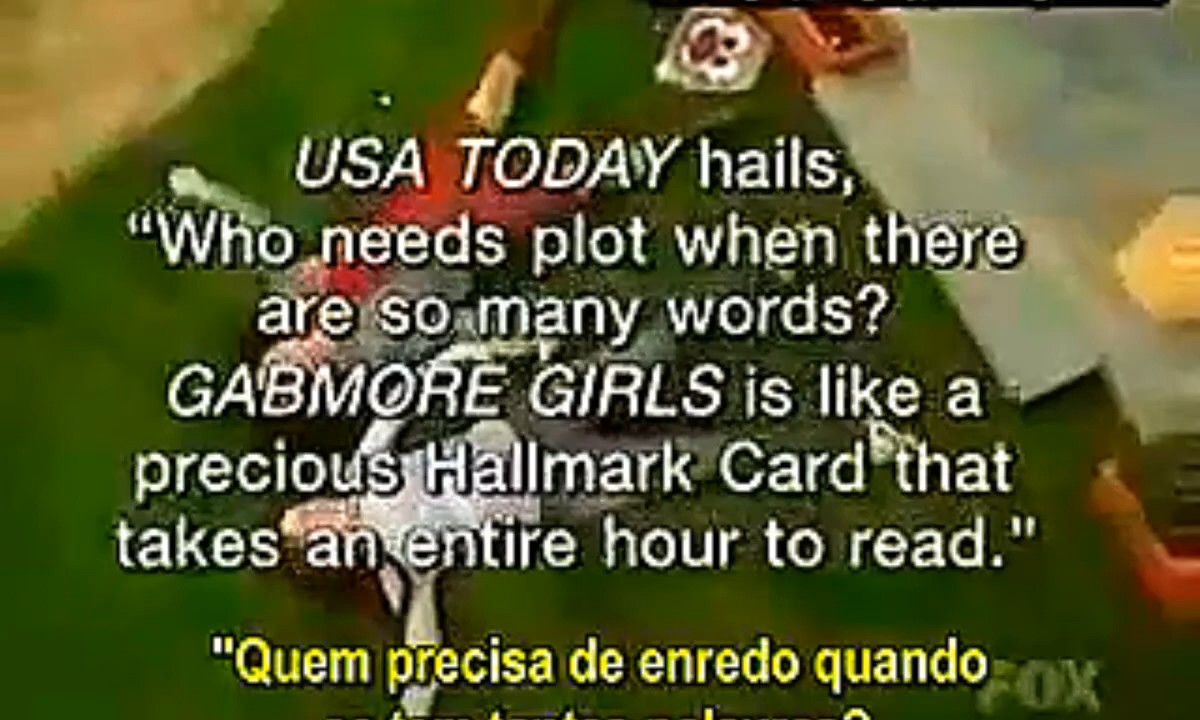 USA TODAY hails,
“Who needs plot when there
are so many words?
GABMORE GIRLS is like a
precious Hallmark Card that
takes an entire hour to read."
"Quem precisa de enredo quando
FOX